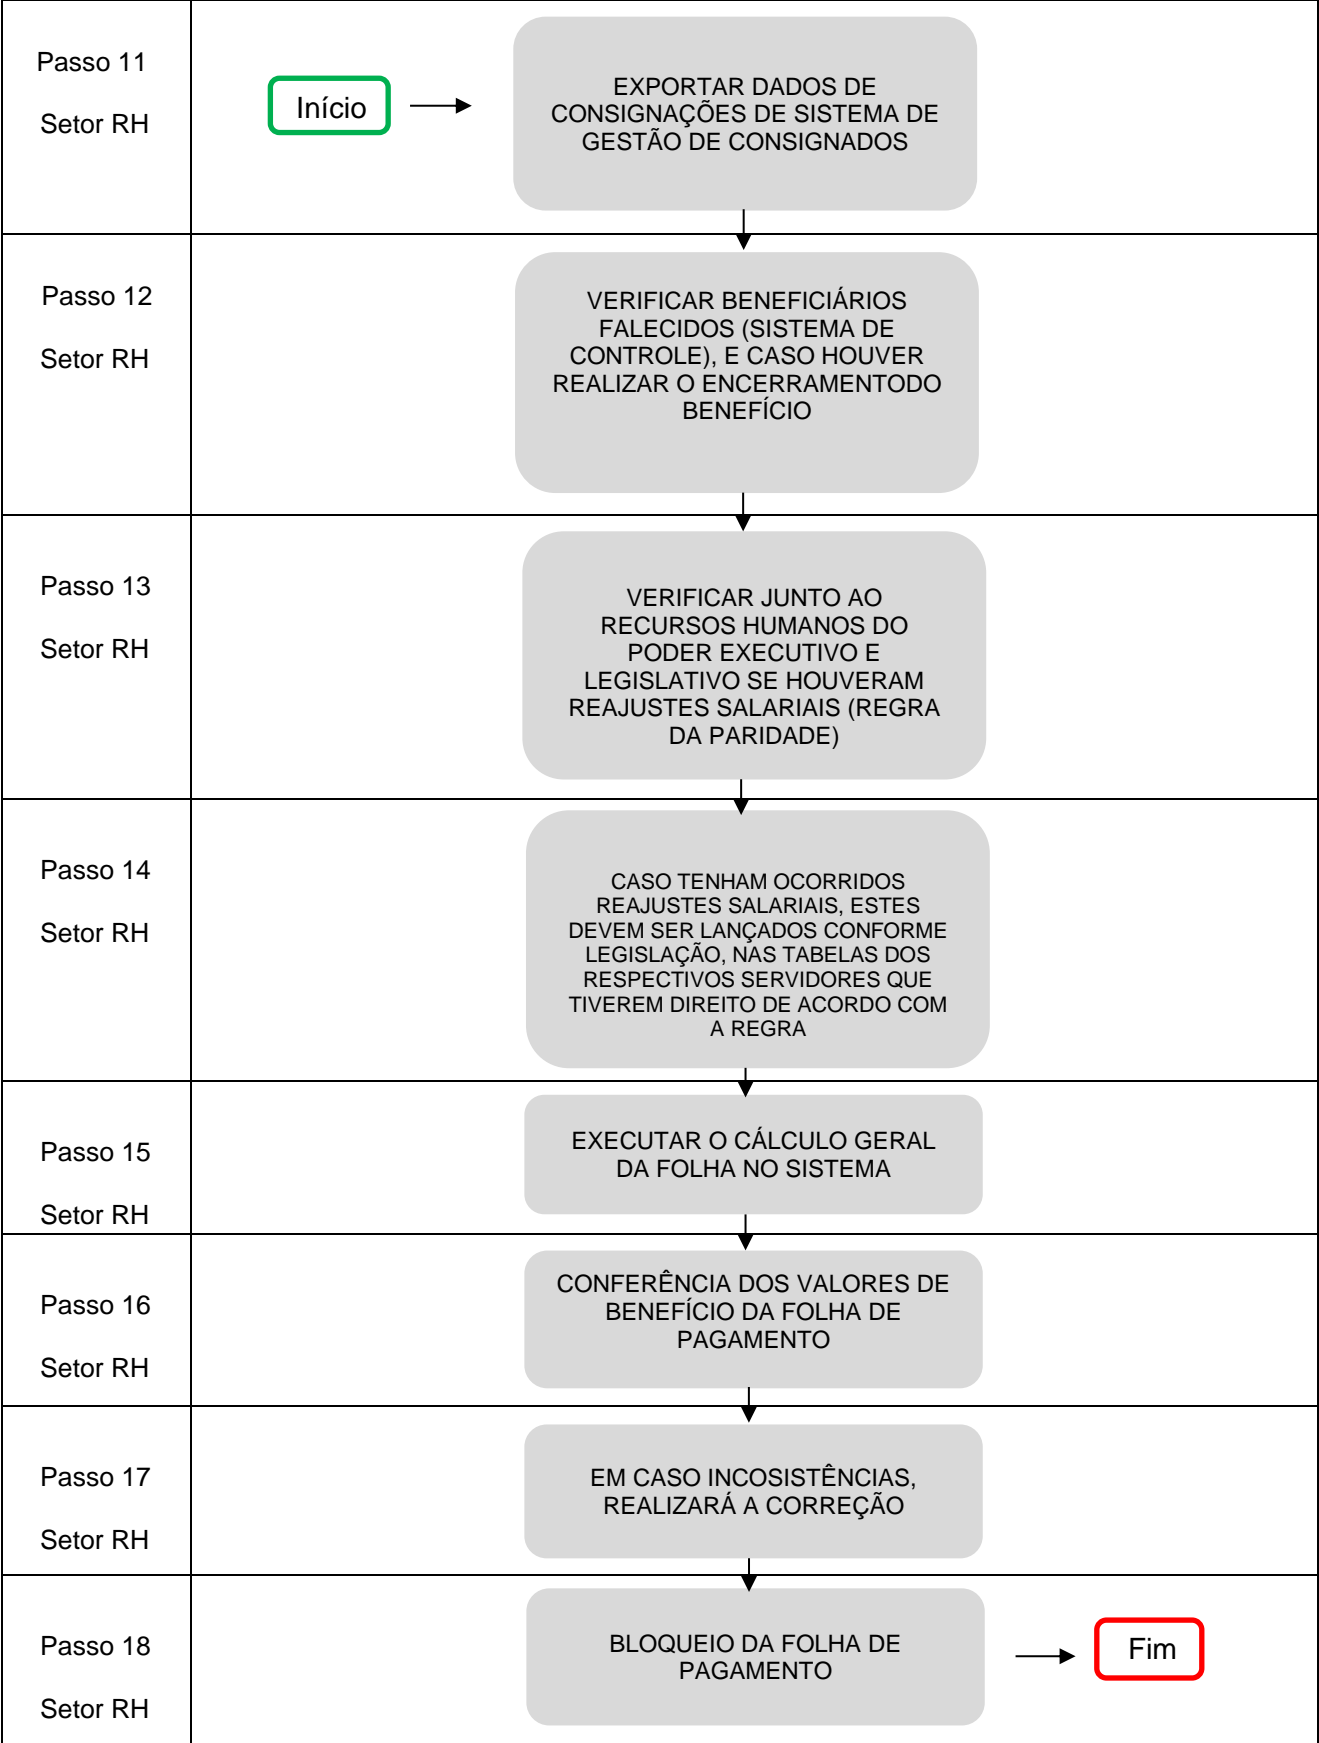 Passo 11
Setor RH
Início
EXPORTAR DADOS DE
CONSIGNAÇÕES DE SISTEMA DE
GESTÃO DE CONSIGNADOS
Passo 12
Setor RH
VERIFICAR BENEFICIÁRIOS
FALECIDOS (SISTEMA DE
CONTROLE), E CASO HOUVER
REALIZAR O ENCERRAMENTODO
BENEFÍCIO
Passo 13
Setor RH
VERIFICAR JUNTO AO
RECURSOS HUMANOS DO
PODER EXECUTIVO E
LEGISLATIVO SE HOUVERAM
REAJUSTES SALARIAIS (REGRA
DA PARIDADE)
Passo 14
Setor RH
CASO TENHAM OCORRIDOS
REAJUSTES SALARIAIS, ESTES
DEVEM SER LANÇADOS CONFORME
LEGISLAÇÃO, NAS TABELAS DOS
RESPECTIVOS SERVIDORES QUE
TIVEREM DIREITO DE ACORDO COM
A REGRA
Passo 15
Setor RH
EXECUTAR O CÁLCULO GERAL
DA FOLHA NO SISTEMA
Passo 16
Setor RH
CONFERÊNCIA DOS VALORES DE
BENEFÍCIO DA FOLHA DE
PAGAMENTO
Passo 17
Setor RH
EM CASO INCOSISTÊNCIAS,
REALIZARÁ A CORREÇÃO
Passo 18
Setor RH
BLOQUEIO DA FOLHA DE
PAGAMENTO
Fim